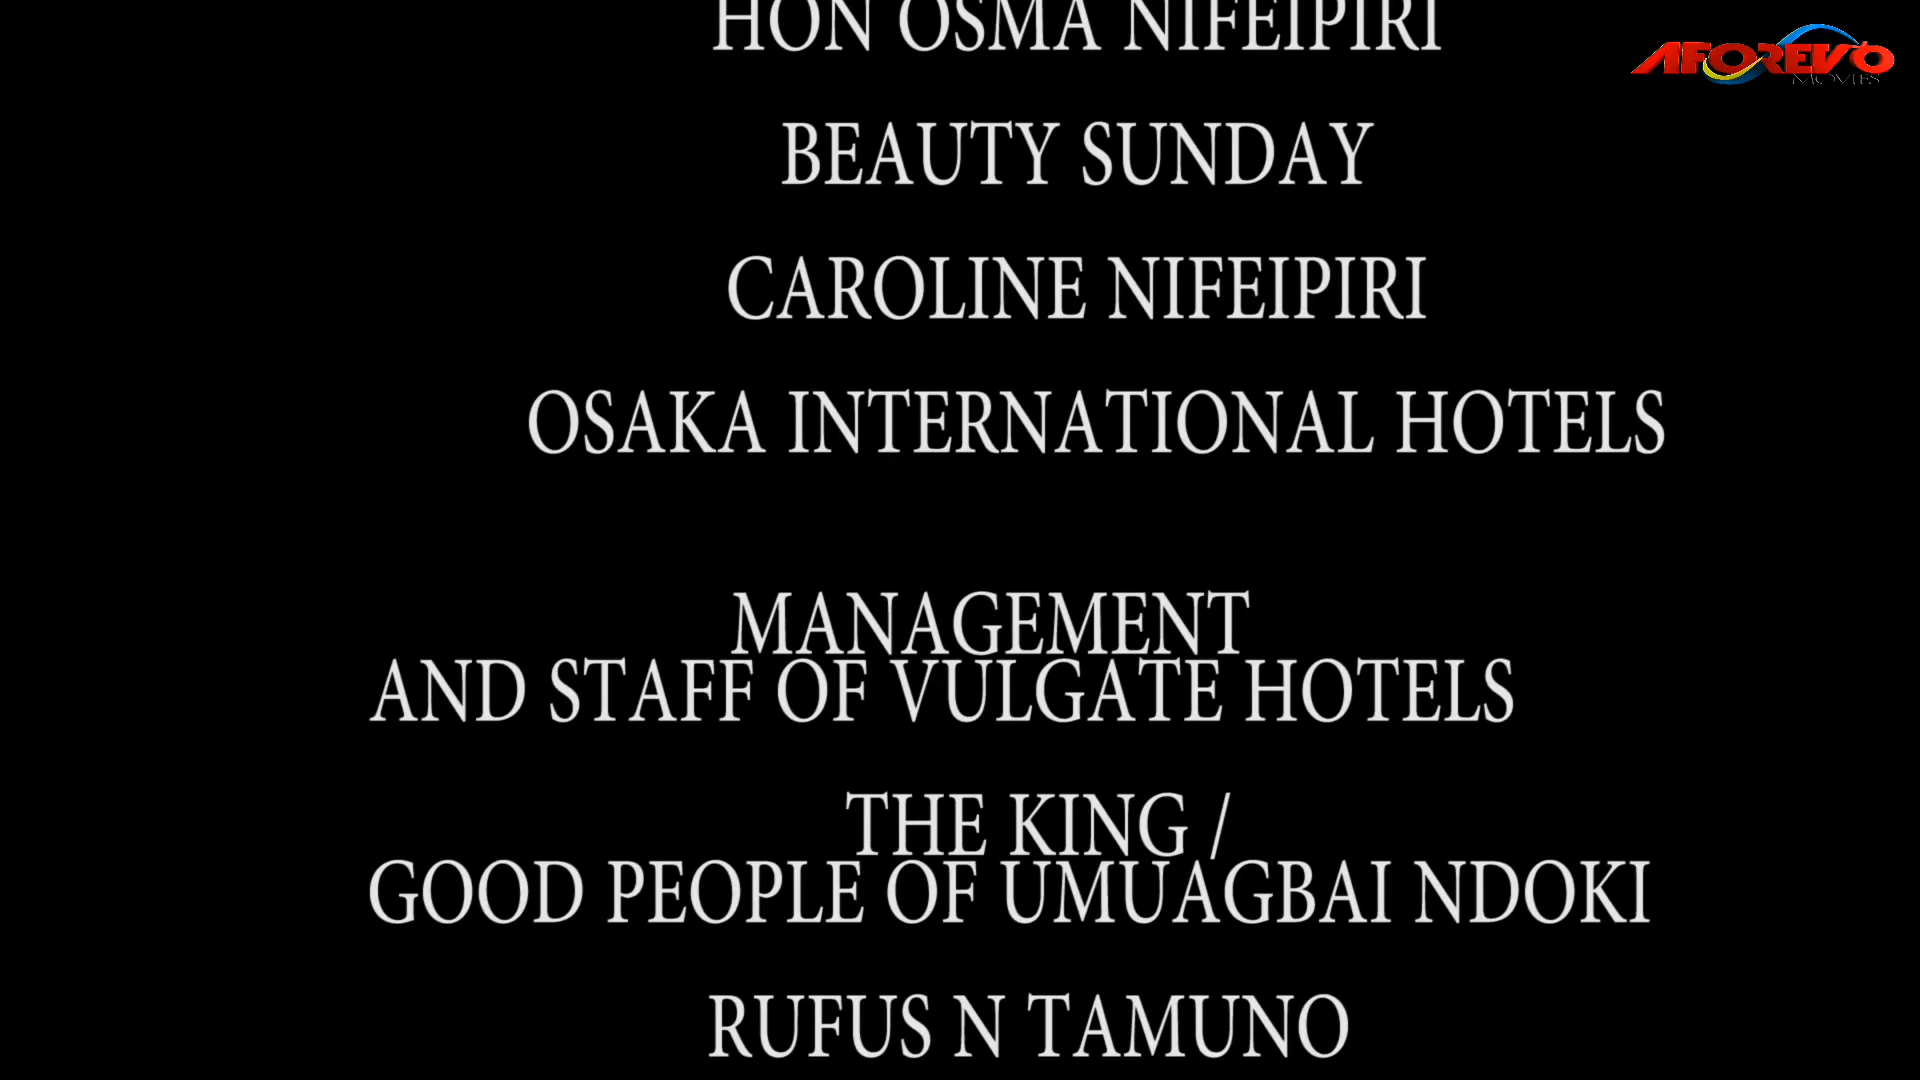 HON OSMA NIFEIPIRI
AFOREVO
MOVIES
BEAUTY SUNDAY
CAROLINE NIFEIPIRI
OSAKA INTERNATIONAL HOTELS
MANAGEMENT
AND STAFF OF VULGATE HOTELS
THE KING /
GOOD PEOPLE OF UMUAGBAI NDOKI
RUFUS N TAMUNO